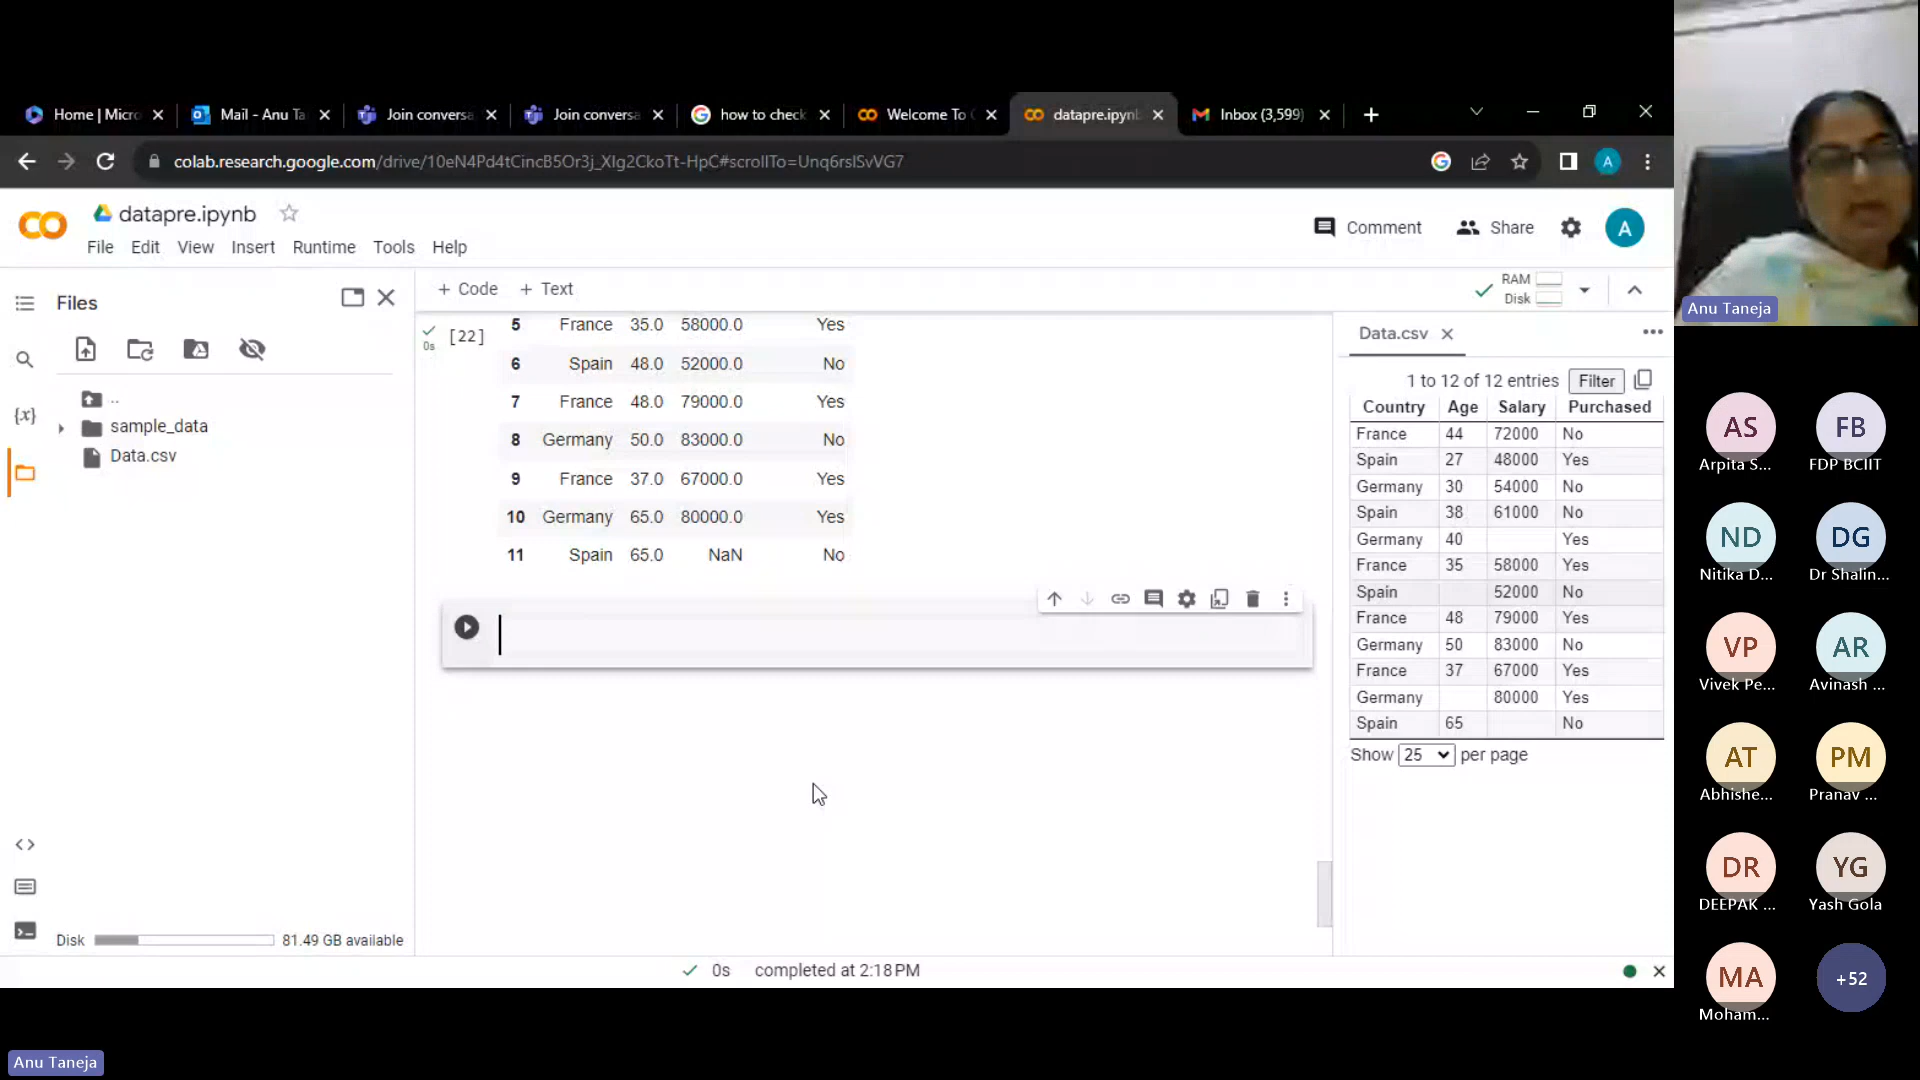 Home | Micro
Mail - Anu Ta
Join conversa
Join conversa
how to check
Welcome To C
datapre.ipynb
Inbox (3,599)
colab.research.google.com/drive/10eN4Pd4tCincB5Or3j_XIg2CkoTt-HpC#scrollTo=Unq6rslSvVG7
A
CO
datapre.ipynb
File Edit View Insert Runtime Tools Help
Comment
Share
A
Files
+ Code + Text
RAM
Disk
..
sample_data
Data.csv
{x}
Disk 81.49 GB available
0s
[22]
5 France 35.0 58000.0 Yes
6 Spain 48.0 52000.0 No
7 France 48.0 79000.0 Yes
8 Germany 50.0 83000.0 No
9 France 37.0 67000.0 Yes
10 Germany 65.0 80000.0 Yes
11 Spain 65.0 NaN No
Data.csv
1 to 12 of 12 entries Filter
Country Age Salary Purchased
France 44 72000 No
Spain 27 48000 Yes
Germany 30 54000 No
Spain 38 61000 No
Germany 40 Yes
France 35 58000 Yes
Spain 52000 No
France 48 79000 Yes
Germany 50 83000 No
France 37 67000 Yes
Germany 80000 Yes
Spain 65 No
Show 25 per page
0s completed at 2:18 PM
Anu Taneja
AS FB
Arpita S... FDP BCIIT
ND DG
Nitika D... Dr Shalin...
VP AR
Vivek Pe... Avinash ...
AT PM
Abhishe... Pranav ...
DR YG
DEEPAK ... Yash Gola
MA +52
Moham...
Anu Taneja